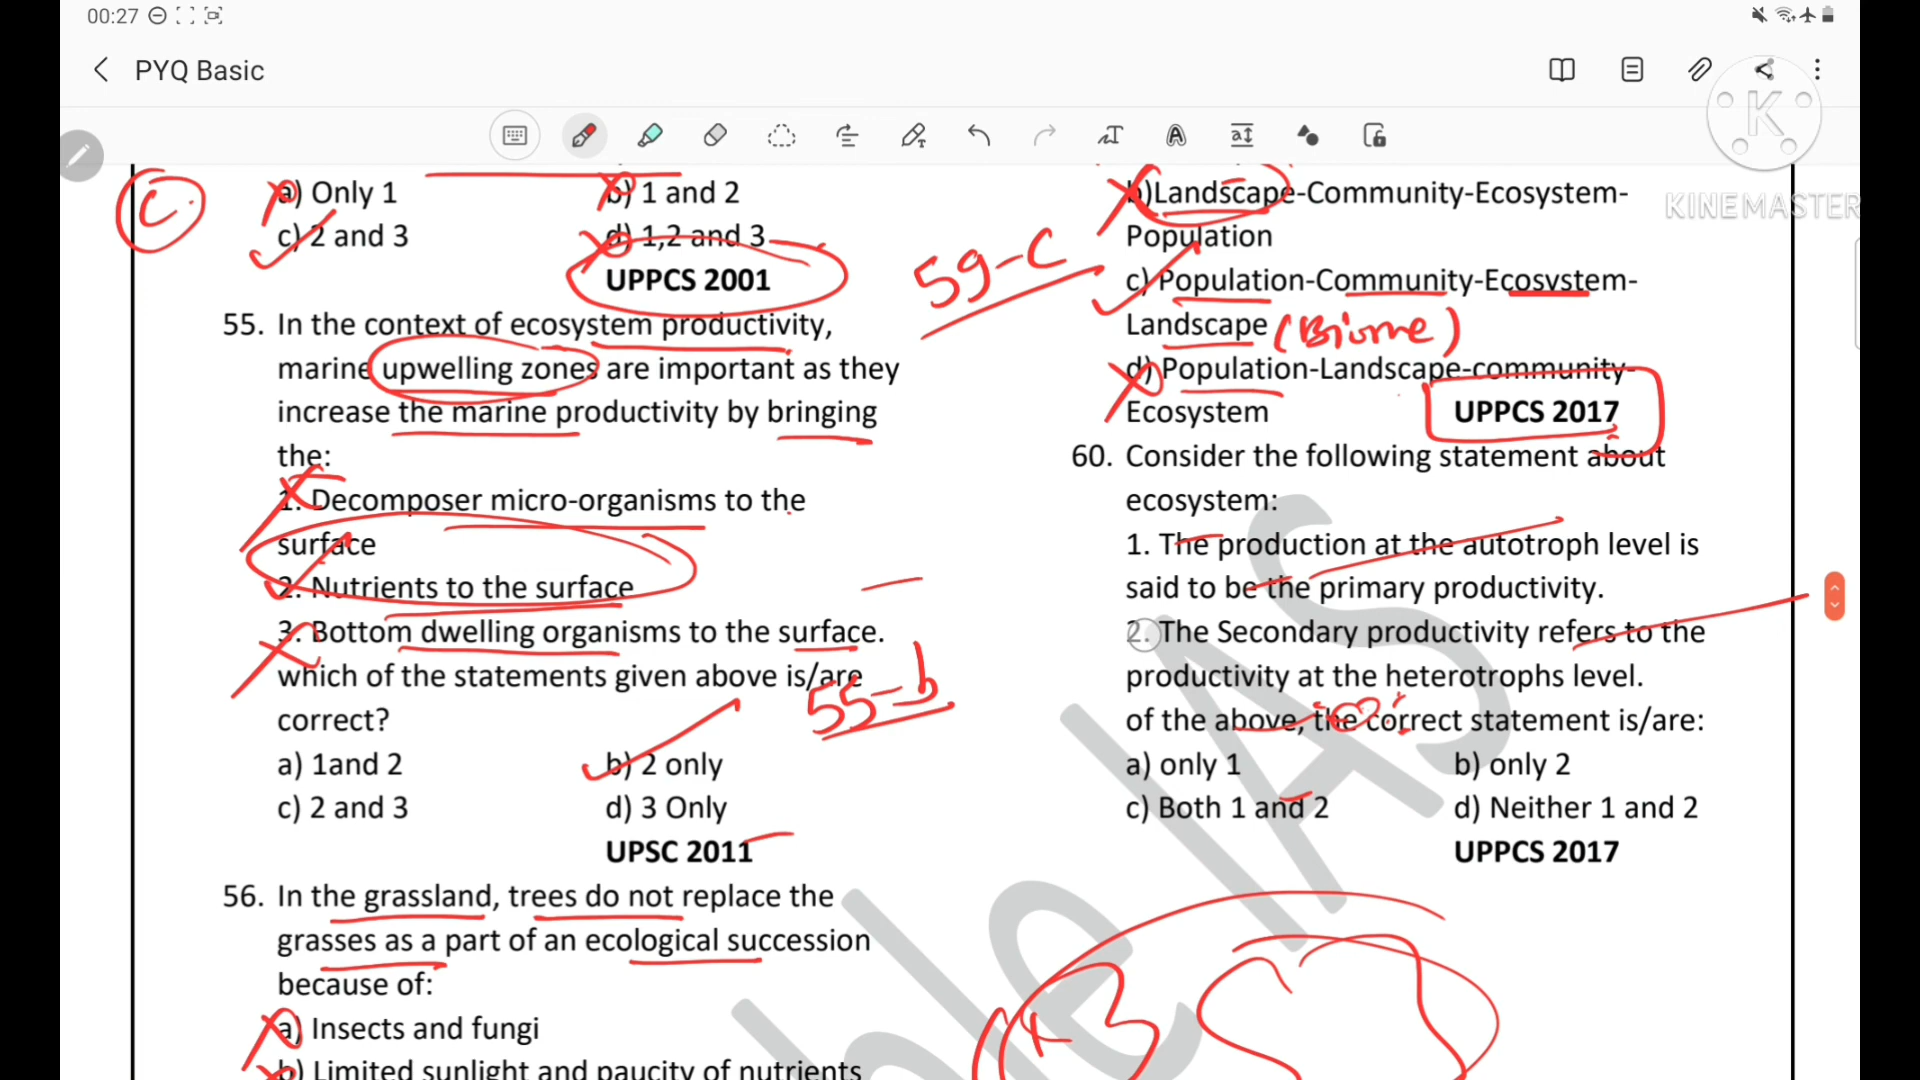 00:27
PYQ Basic
KINEMASTER
C.
a) Only 1
b) 1 and 2
c) 2 and 3
d) 1,2 and 3
UPPCS 2001
55. In the context of ecosystem productivity,
marine upwelling zones are important as they
increase the marine productivity by bringing
the:
1. Decomposer micro-organisms to the
surface
2. Nutrients to the surface
3. Bottom dwelling organisms to the surface.
which of the statements given above is/are
correct?
55-b
a) 1and 2
b) 2 only
c) 2 and 3
d) 3 Only
UPSC 2011
56. In the grassland, trees do not replace the
grasses as a part of an ecological succession
because of:
a) Insects and fungi
b) Limited sunlight and paucity of nutrients
59-C
b)Landscape-Community-Ecosystem-
Population
c) Population-Community-Ecosystem-
Landscape (Biome)
d) Population-Landscape-community-
Ecosystem
UPPCS 2017
60. Consider the following statement about
ecosystem:
1. The production at the autotroph level is
said to be the primary productivity.
2. The Secondary productivity refers to the
productivity at the heterotrophs level.
of the above, the correct statement is/are:
a) only 1
b) only 2
c) Both 1 and 2
d) Neither 1 and 2
UPPCS 2017